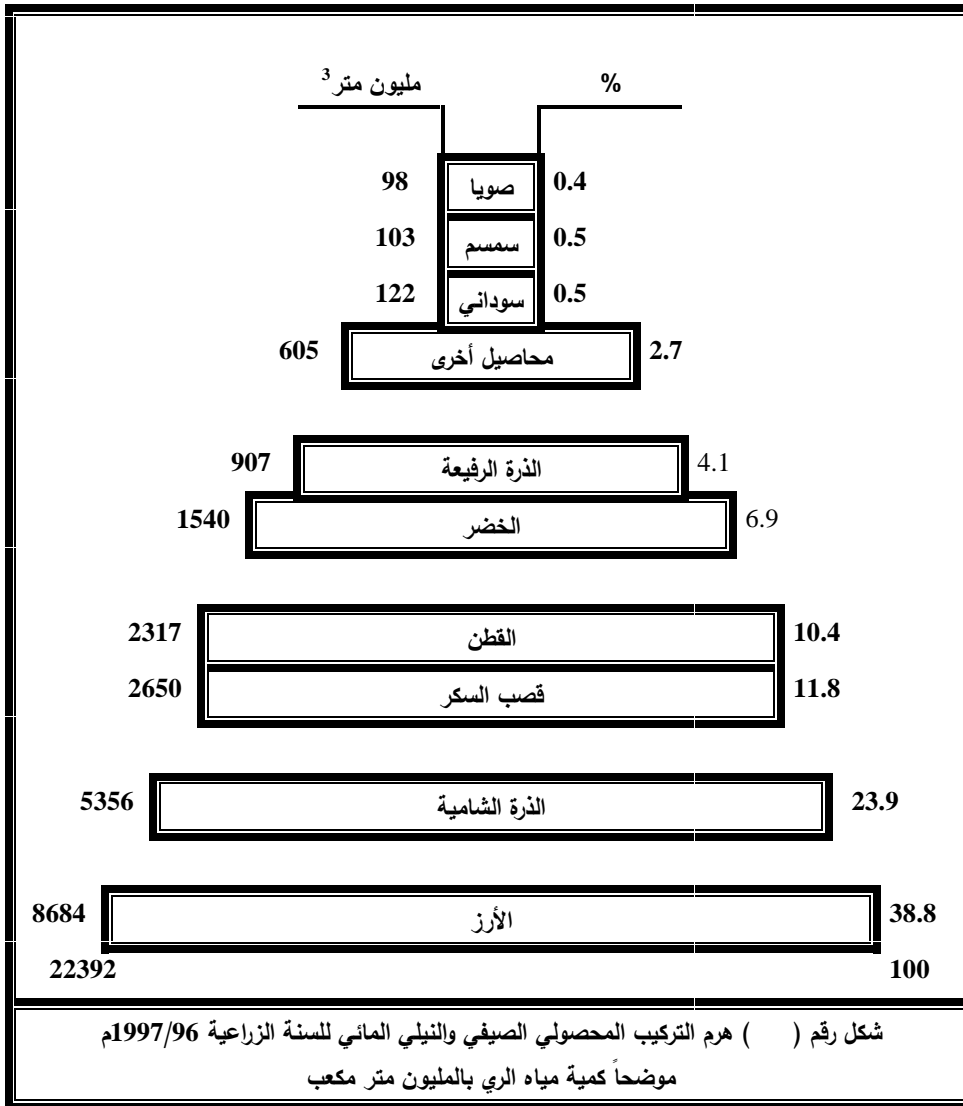 % مليون متر3
0.4 صويا 98
0.5 سمسم 103
0.5 سوداني 122
2.7 محاصيل أخرى 605
4.1 الذرة الرفيعة 907
6.9 الخضر 1540
10.4 القطن 2317
11.8 قصب السكر 2650
23.9 الذرة الشامية 5356
38.8 الأرز 8684
100 22392
شكل رقم ( ) هرم التركيب المحصولي الصيفي والنيلي المائي للسنة الزراعية 1997/96م
موضحاً كمية مياه الري بالمليون متر مكعب